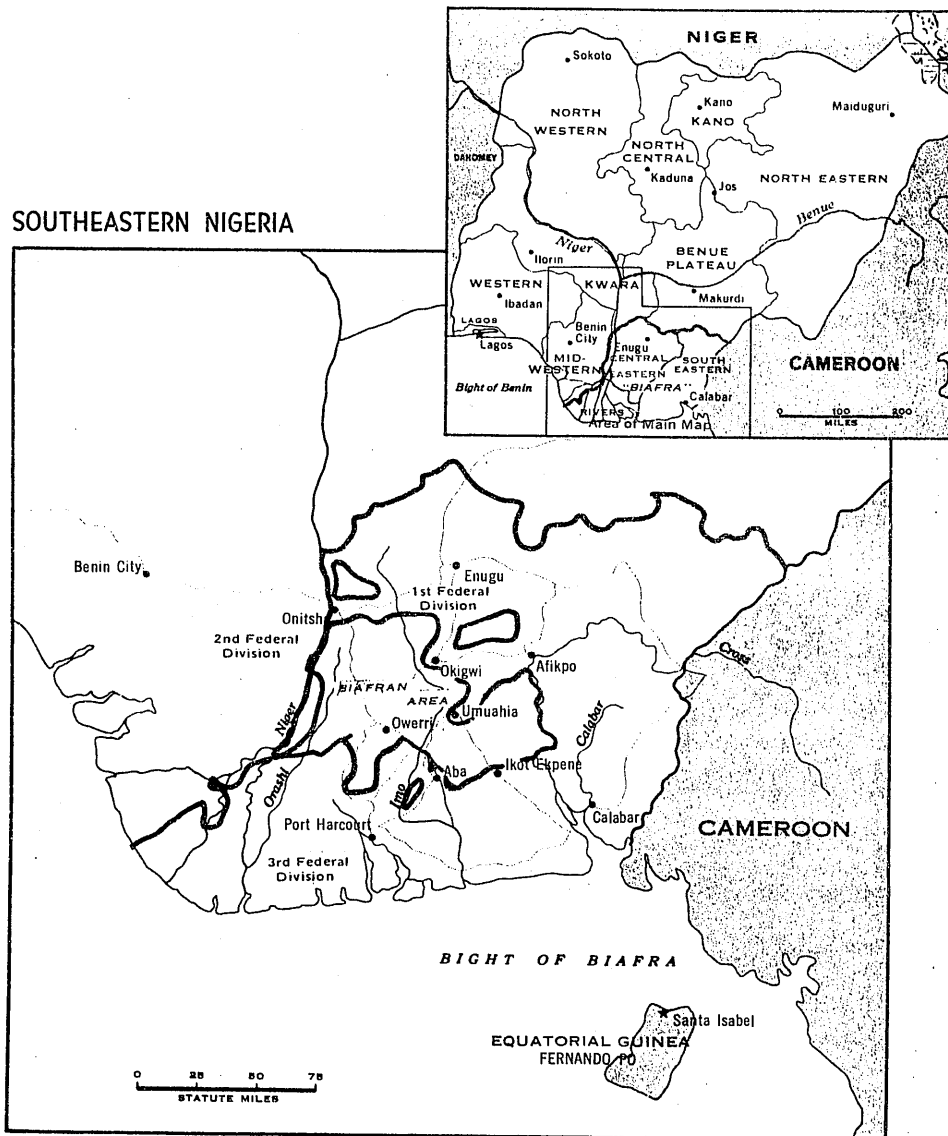 SOUTHEASTERN NIGERIA
NIGER
Sokoto
NORTH
WESTERN
Kano
KANO
Maiduguri
DAHOMEY
NORTH
CENTRAL
Kaduna
Jos
NORTH EASTERN
Benue
Niger
Ilorin
BENUE
PLATEAU
WESTERN
KWARA
Ibadan
Makurdi
LAGOS
Lagos
Benin
City
MID-
WESTERN
Enugu
CENTRAL
EASTERN
SOUTH
EASTERN
"BIAFRA"
CAMEROON
Bight of Benin
Calabar
RIVERS
Area of Main Map
0 100 200
MILES
Benin City
Enugu
1st Federal
Division
Onitsh
2nd Federal
Division
Okigwi
Afikpo
Cross
BIAFRAN
AREA
Niger
Umuahia
Owerri
Calabar
Orashi
Imo
Aba
Ikot Ekpene
Calabar
Port Harcourt
CAMEROON
3rd Federal
Division
BIGHT OF BIAFRA
Santa Isabel
EQUATORIAL GUINEA
FERNANDO PO
0 25 50 75
STATUTE MILES